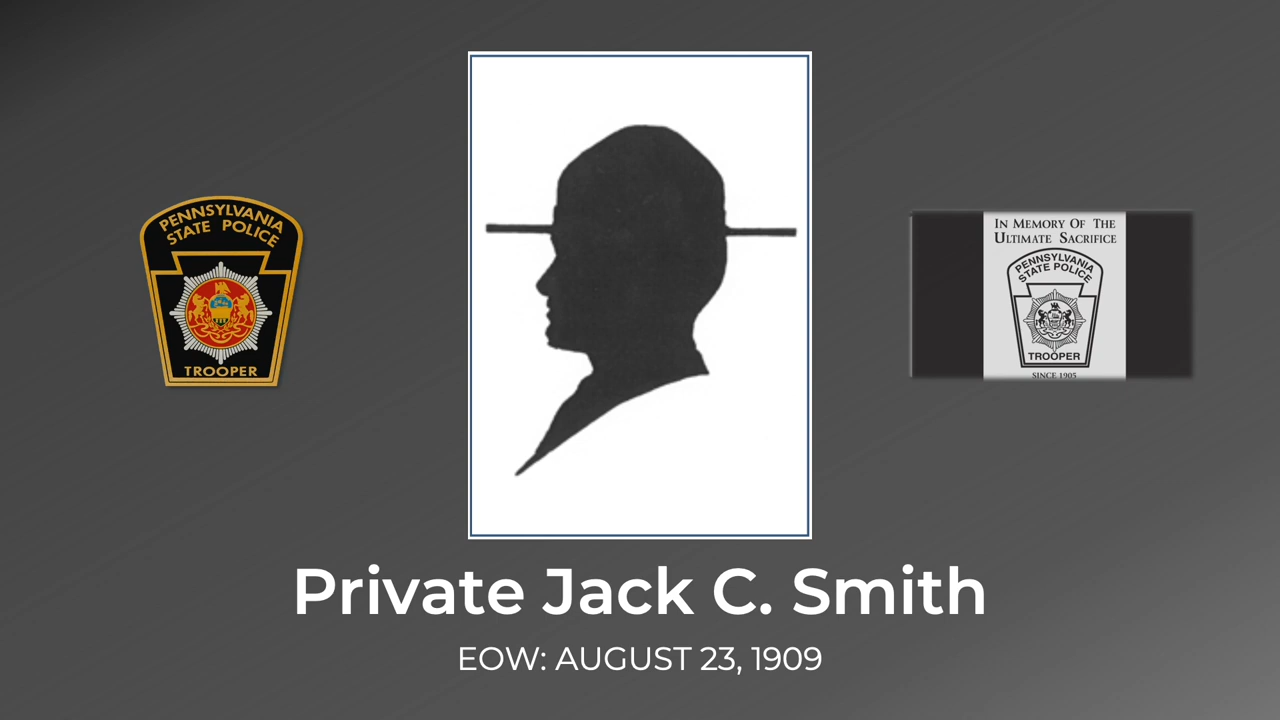 PENNSYLVANIA
STATE POLICE
TROOPER
IN MEMORY OF THE
ULTIMATE SACRIFICE
PENNSYLVANIA
STATE POLICE
TROOPER
SINCE 1905
Private Jack C. Smith
EOW: AUGUST 23, 1909